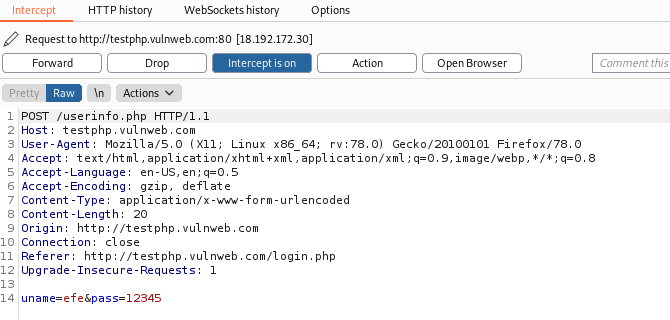 Intercept HTTP history WebSockets history Options
Request to http://testphp.vulnweb.com:80 [18.192.172.30]
Forward Drop Intercept is on Action Open Browser Comment this
Pretty Raw \n Actions
1 POST /userinfo.php HTTP/1.1
2 Host: testphp.vulnweb.com
3 User-Agent: Mozilla/5.0 (X11; Linux x86_64; rv:78.0) Gecko/20100101 Firefox/78.0
4 Accept: text/html,application/xhtml+xml,application/xml;q=0.9,image/webp,*/*;q=0.8
5 Accept-Language: en-US,en;q=0.5
6 Accept-Encoding: gzip, deflate
7 Content-Type: application/x-www-form-urlencoded
8 Content-Length: 20
9 Origin: http://testphp.vulnweb.com
10 Connection: close
11 Referer: http://testphp.vulnweb.com/login.php
12 Upgrade-Insecure-Requests: 1
13
14 uname=efe&pass=12345